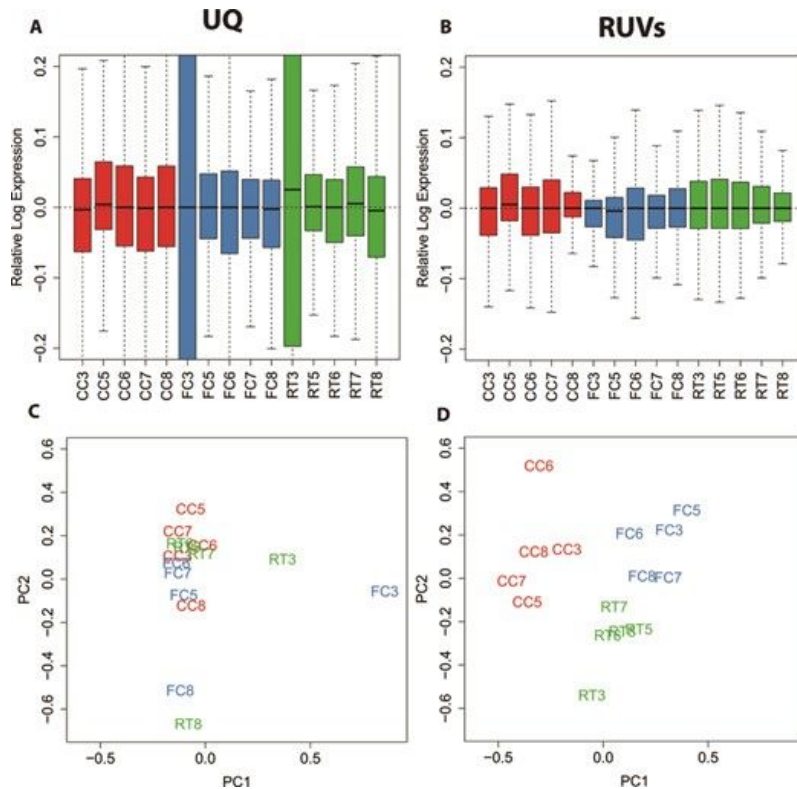 A
UQ
B
RUVs
Relative Log Expression
0.2
0.1
0.0
−0.1
−0.2
CC3 CC5 CC6 CC7 CC8 FC3 FC5 FC6 FC7 FC8 RT3 RT5 RT6 RT7 RT8
Relative Log Expression
0.2
0.1
0.0
−0.1
−0.2
CC3 CC5 CC6 CC7 CC8 FC3 FC5 FC6 FC7 FC8 RT3 RT5 RT6 RT7 RT8
C
PC2
0.6
0.4
0.2
0.0
−0.2
−0.4
−0.6
CC5
CC7
CC6
RT7
RT3
FC7
FC3
FC5
CC8
FC8
RT8
−0.5 0.0 0.5
PC1
D
PC2
0.6
0.4
0.2
0.0
−0.2
−0.4
−0.6
CC6
FC5
FC6 FC3
CC8 CC3
CC7
FC8 FC7
CC5
RT7
RT5
RT3
−0.5 0.0 0.5
PC1